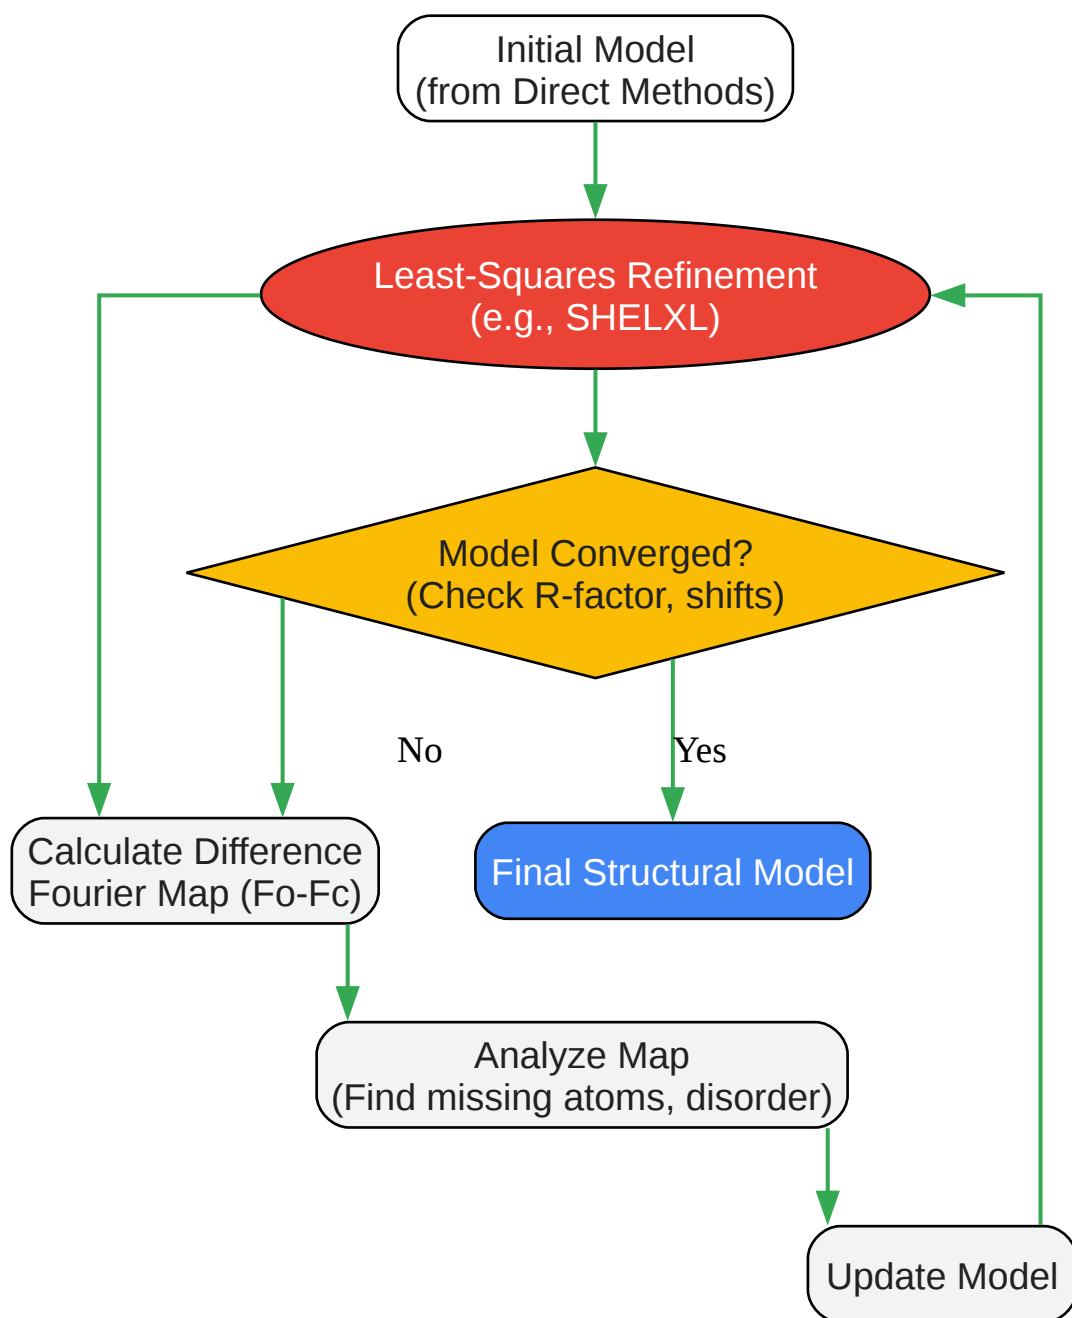 Initial Model
(from Direct Methods)
Least-Squares Refinement
(e.g., SHELXL)
Model Converged?
(Check R-factor, shifts)
No
Yes
Calculate Difference
Fourier Map (Fo-Fc)
Final Structural Model
Analyze Map
(Find missing atoms, disorder)
Update Model